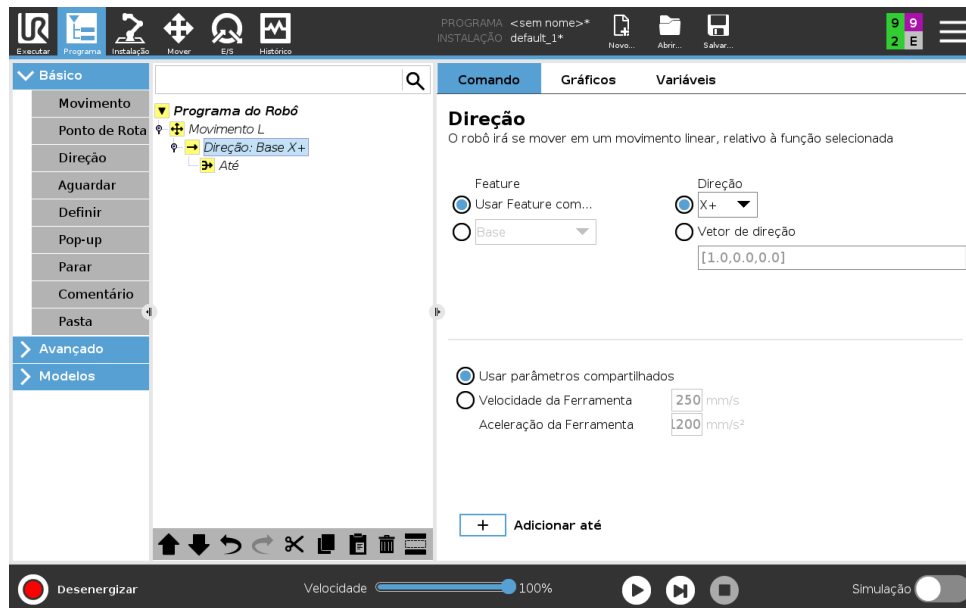 UR
PROGRAMA <sem nome>*
INSTALAÇÃO default_1*
Executar Programa Instalação Mover E/S Histórico
Novo... Abrir... Salvar...
9 9
2 E
Básico
Movimento
Ponto de Rota
Direção
Aguardar
Definir
Pop-up
Parar
Comentário
Pasta
Avançado
Modelos
Programa do Robô
Movimento L
Direção: Base X+
Até
Comando Gráficos Variáveis
Direção
O robô irá se mover em um movimento linear, relativo à função selecionada
Feature Direção
Usar Feature com... X+
Base Vetor de direção
[1.0,0.0,0.0]
Usar parâmetros compartilhados
Velocidade da Ferramenta 250 mm/s
Aceleração da Ferramenta 1200 mm/s²
+ Adicionar até
Desenergizar Velocidade 100% Simulação